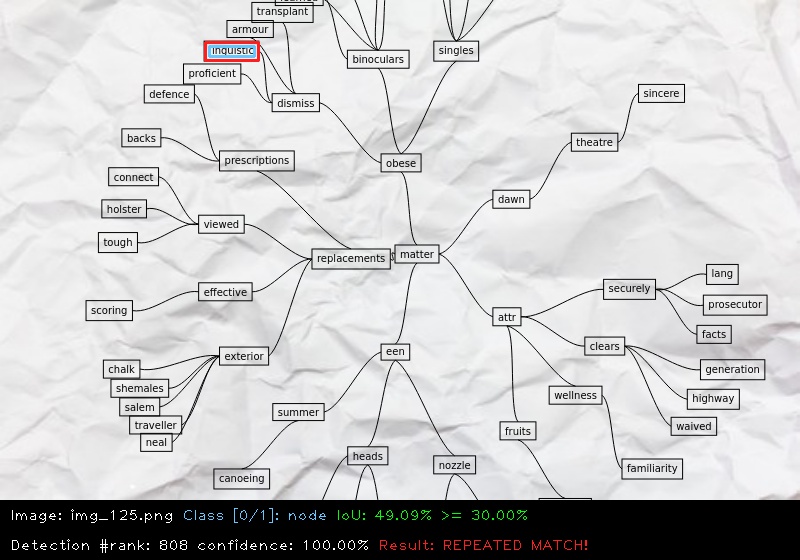 transplant
armour
inquistic
proficient
defence
dismiss
binoculars
singles
sincere
backs
prescriptions
obese
theatre
connect
dawn
holster
viewed
tough
replacements
matter
lang
securely
effective
prosecutor
scoring
attr
facts
clears
exterior
een
chalk
generation
shemales
wellness
highway
salem
summer
traveller
waived
fruits
neal
heads
nozzle
familiarity
canoeing
Image: img_125.png Class [0/1]: node IoU: 49.09% >= 30.00%
Detection #rank: 808 confidence: 100.00% Result: REPEATED MATCH!